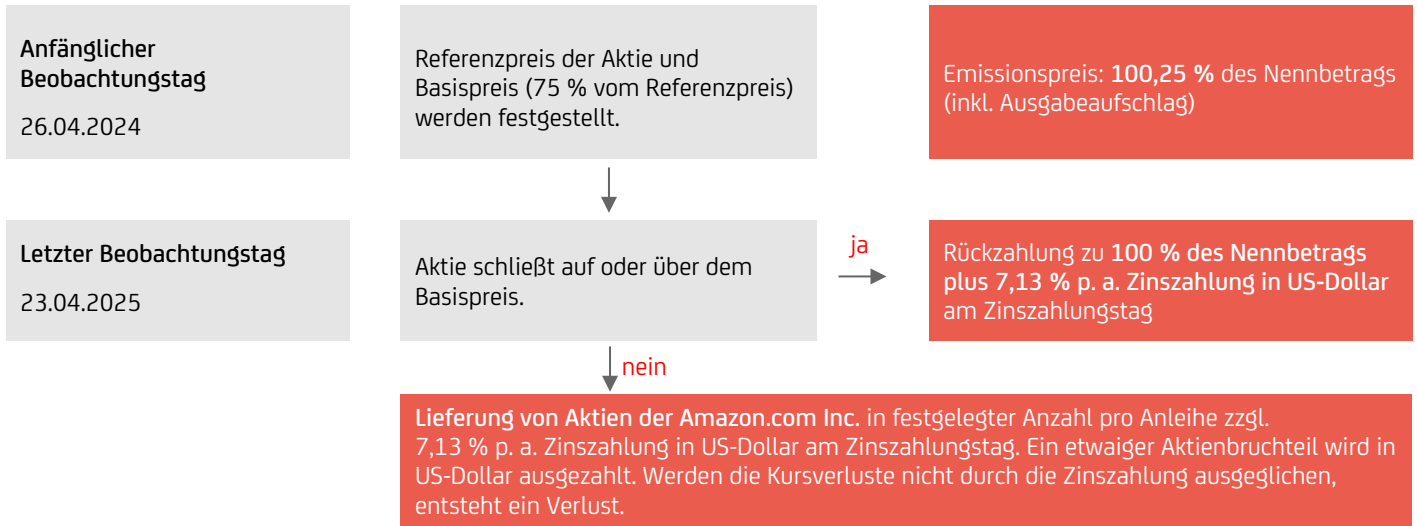 Anfänglicher
Beobachtungstag
26.04.2024
Referenzpreis der Aktie und
Basispreis (75 % vom Referenzpreis)
werden festgestellt.
Emissionspreis: 100,25 % des Nennbetrags
(inkl. Ausgabeaufschlag)
Letzter Beobachtungstag
23.04.2025
Aktie schließt auf oder über dem
Basispreis.
ja
Rückzahlung zu 100 % des Nennbetrags
plus 7,13 % p. a. Zinszahlung in US-Dollar
am Zinszahlungstag
nein
Lieferung von Aktien der Amazon.com Inc. in festgelegter Anzahl pro Anleihe zzgl.
7,13 % p. a. Zinszahlung in US-Dollar am Zinszahlungstag. Ein etwaiger Aktienbruchteil wird in
US-Dollar ausgezahlt. Werden die Kursverluste nicht durch die Zinszahlung ausgeglichen,
entsteht ein Verlust.